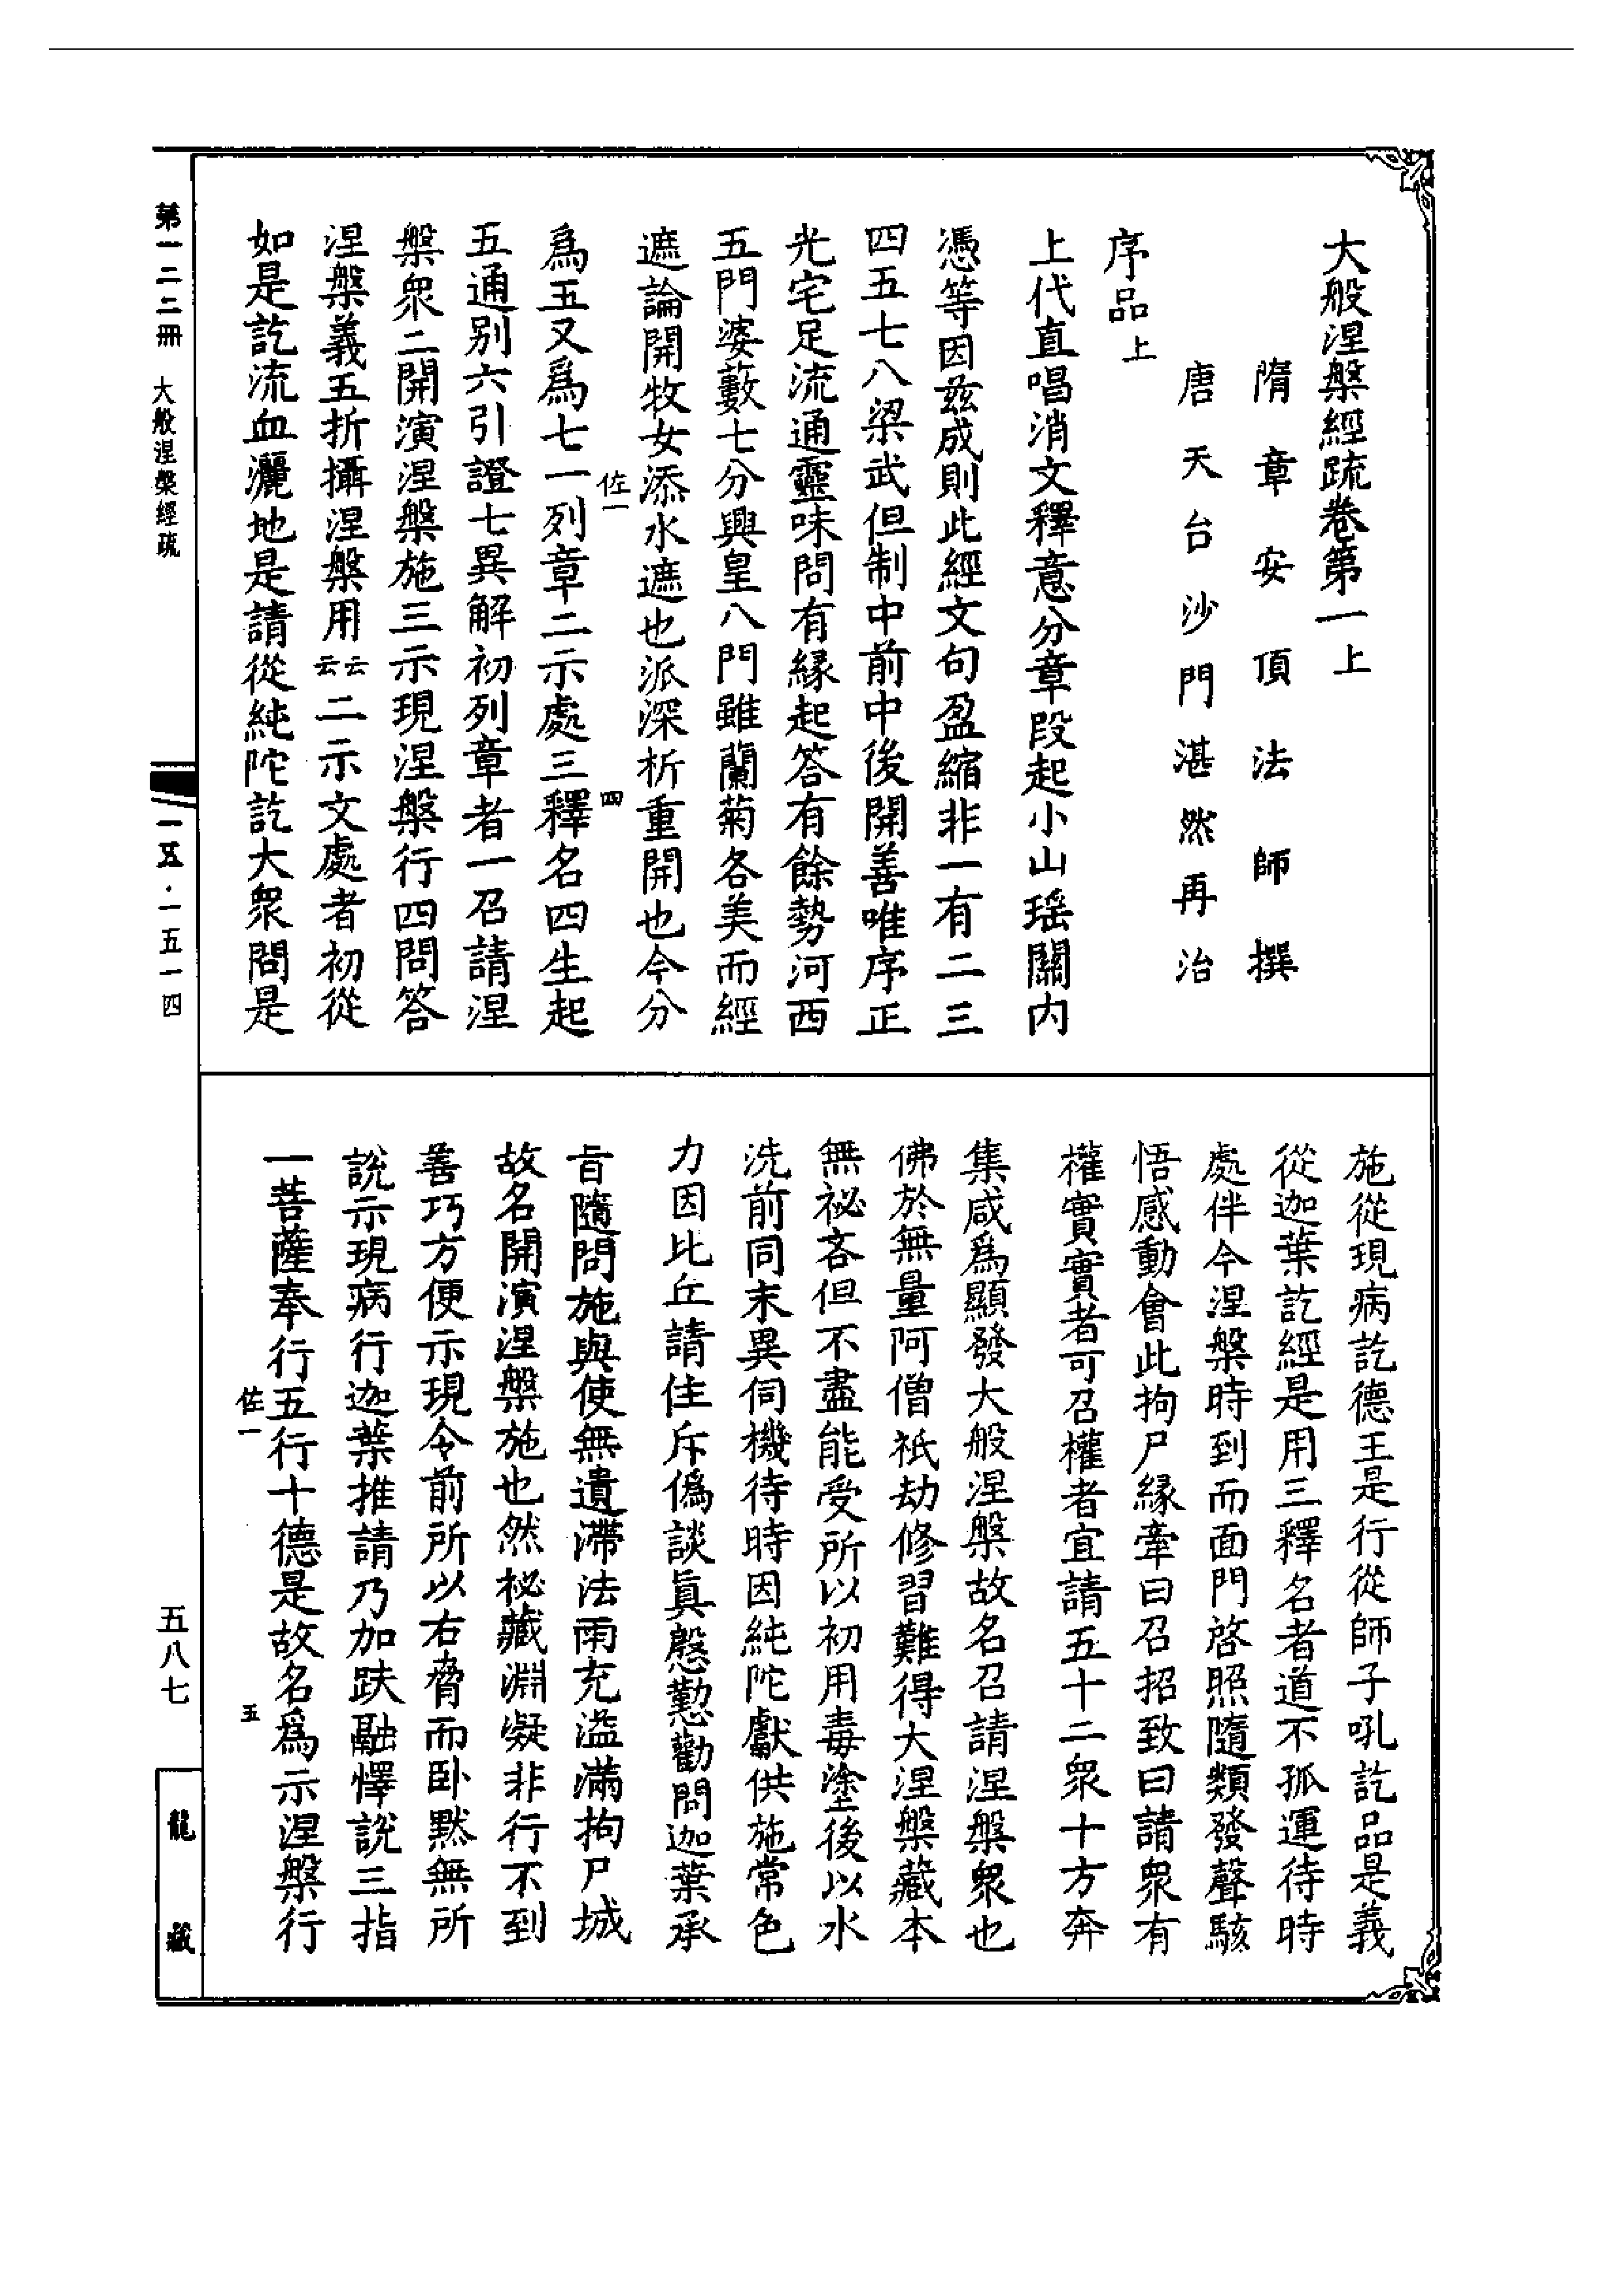 大般涅槃經疏卷第一上
隋章安頂法師撰
唐天台沙門湛然再治
序品上
上代直唱消文釋意分章段起小山瑶關内
憑等因茲成則此經文句盈縮非一有二三
四五七八梁武但制中前中後開善唯序正
光宅足流通靈味問有緣起答有餘勢河西
五門婆藪七分興皇八門雖蘭菊各美而經
遮論開牧女添水遮也派深析重開也今分
佐一 四
爲五又爲七一列章二示處三釋名四生起
五通别六引證七異解初列章者一召請涅
槃衆二開演涅槃施三示現涅槃行四問答
涅槃義五折攝涅槃用云云二示文處者初從
如是訖流血灑地是請從純陀訖大衆問是
施從現病訖德王是行從師子吼訖品是義
從迦葉訖經是用三釋名者道不孤運待時
處伴今涅槃時到而面門啓照隨類發聲駭
悟感動會此拘尸緣牽曰召招致曰請衆有
權實實者可召權者宜請五十二衆十方奔
集咸爲顯發大般涅槃故名召請涅槃衆也
佛於無量阿僧祇劫修習難得大涅槃藏本
無祕吝但不盡能受所以初用毒塗後以水
洗前同末異伺機待時因純陀獻供施常色
力因比丘請住斥僞談眞慇懃勸問迦葉承
旨隨問施與使無遺滯法雨充溢滿拘尸城
故名開演涅槃施也然祕藏淵凝非行不到
善巧方便示現令前所以右脅而卧默無所
説示現病行迦葉推請乃加趺融懌説三指
一菩薩奉行五行十德是故名爲示涅槃行
佐一 五
第一二二冊 大般涅槃經疏
一五·一五一四
五八七
龍藏